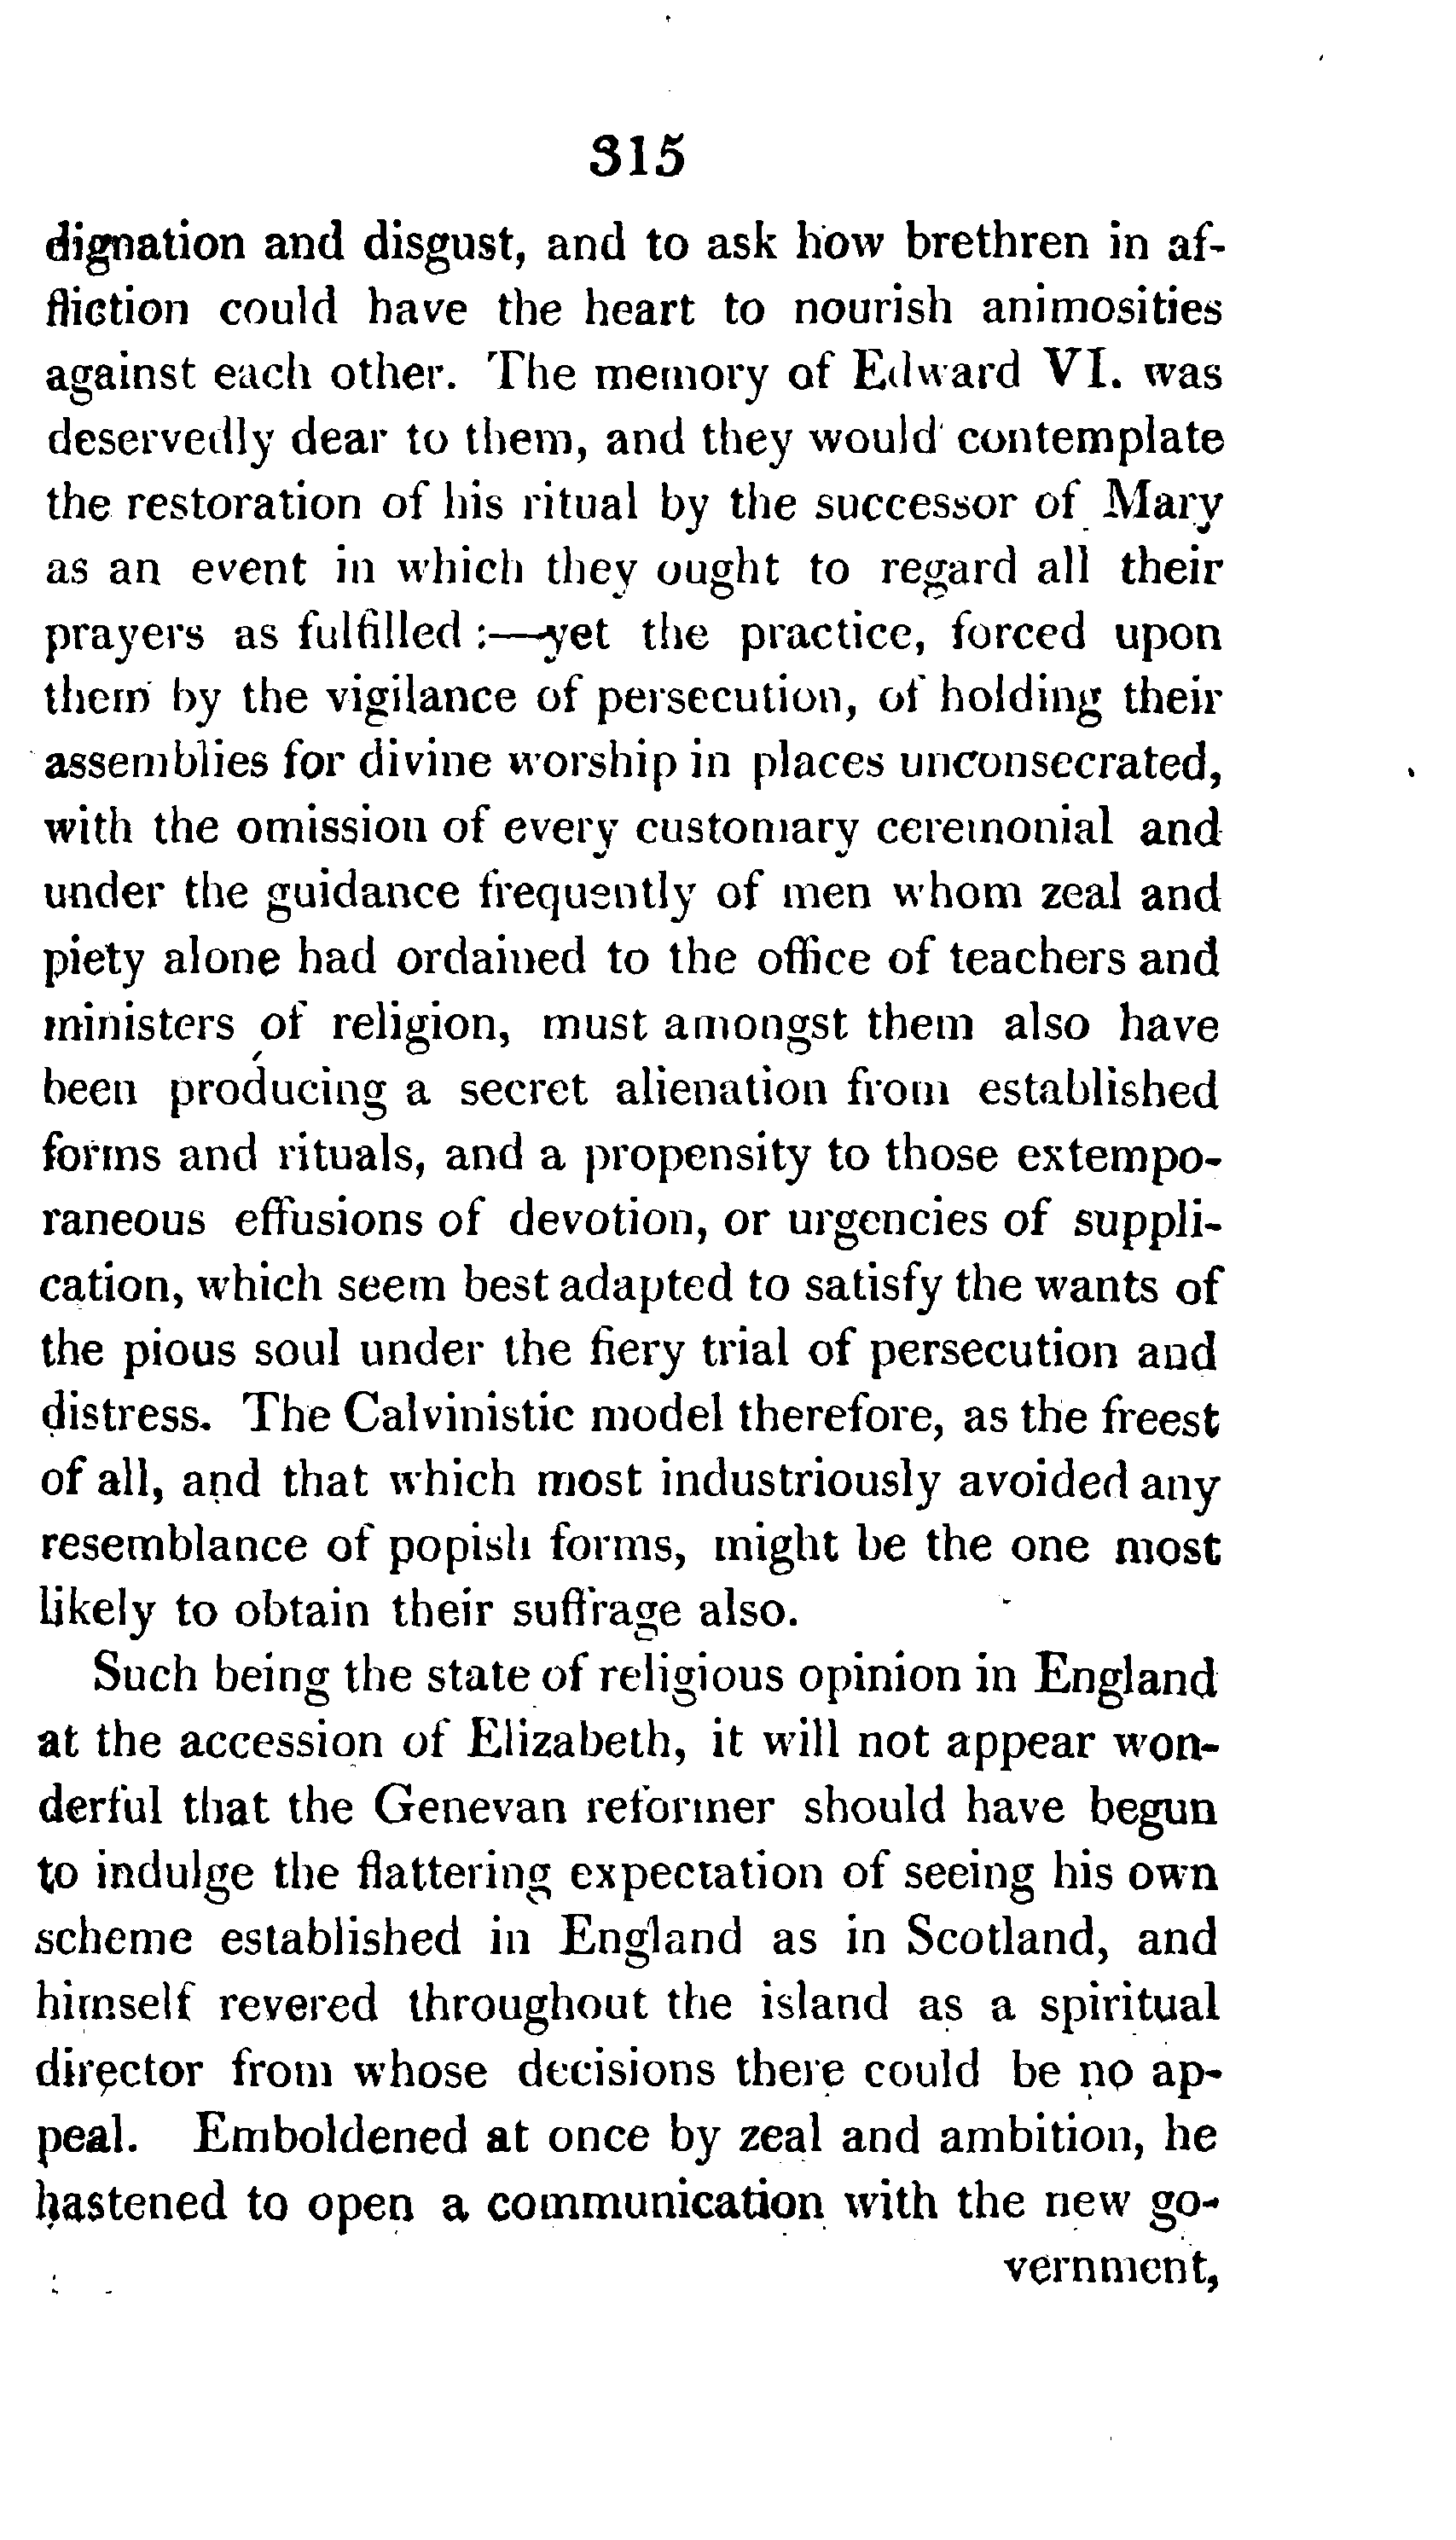 315
dignation and disgust, and to ask how brethren in af-
fliction could have the heart to nourish animosities
against each other. The memory of Edward VI. was
deservedly dear to them, and they would contemplate
the restoration of his ritual by the successor of Mary
as an event in which they ought to regard all their
prayers as fulfilled :—yet the practice, forced upon
them by the vigilance of persecution, of holding their
assemblies for divine worship in places unconsecrated,
with the omission of every customary ceremonial and
under the guidance frequently of men whom zeal and
piety alone had ordained to the office of teachers and
ministers of religion, must amongst them also have
been producing a secret alienation from established
forms and rituals, and a propensity to those extempo-
raneous effusions of devotion, or urgencies of suppli-
cation, which seem best adapted to satisfy the wants of
the pious soul under the fiery trial of persecution and
distress. The Calvinistic model therefore, as the freest
of all, and that which most industriously avoided any
resemblance of popish forms, might be the one most
likely to obtain their suffrage also.
Such being the state of religious opinion in England
at the accession of Elizabeth, it will not appear won-
derful that the Genevan reformer should have begun
to indulge the flattering expectation of seeing his own
scheme established in England as in Scotland, and
himself revered throughout the island as a spiritual
director from whose decisions there could be no ap-
peal. Emboldened at once by zeal and ambition, he
hastened to open a communication with the new go-
vernment,